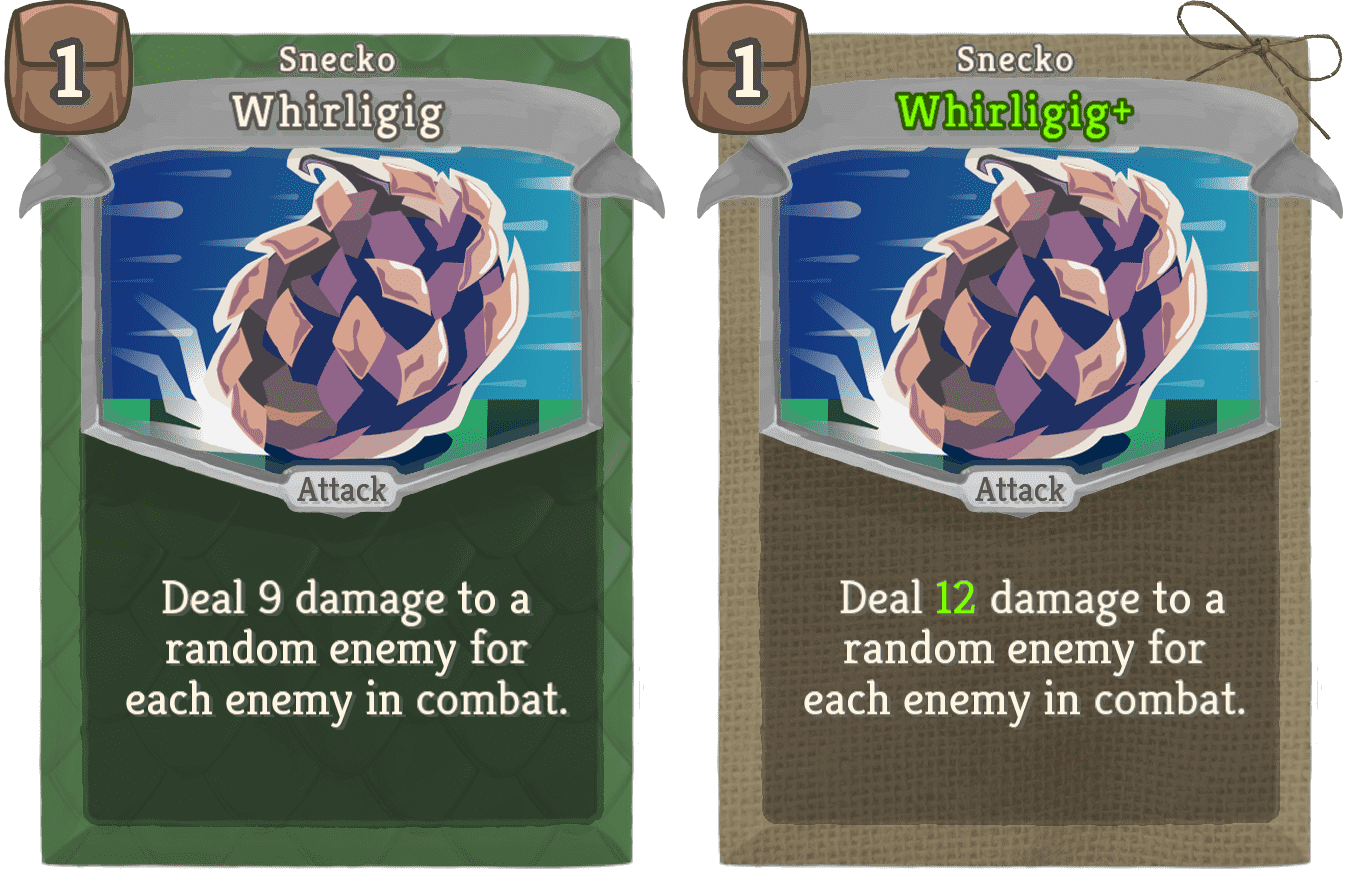 1
Snecko
Whirligig
Attack
Deal 9 damage to a
random enemy for
each enemy in combat.
1
Snecko
Whirligig+
Attack
Deal 12 damage to a
random enemy for
each enemy in combat.